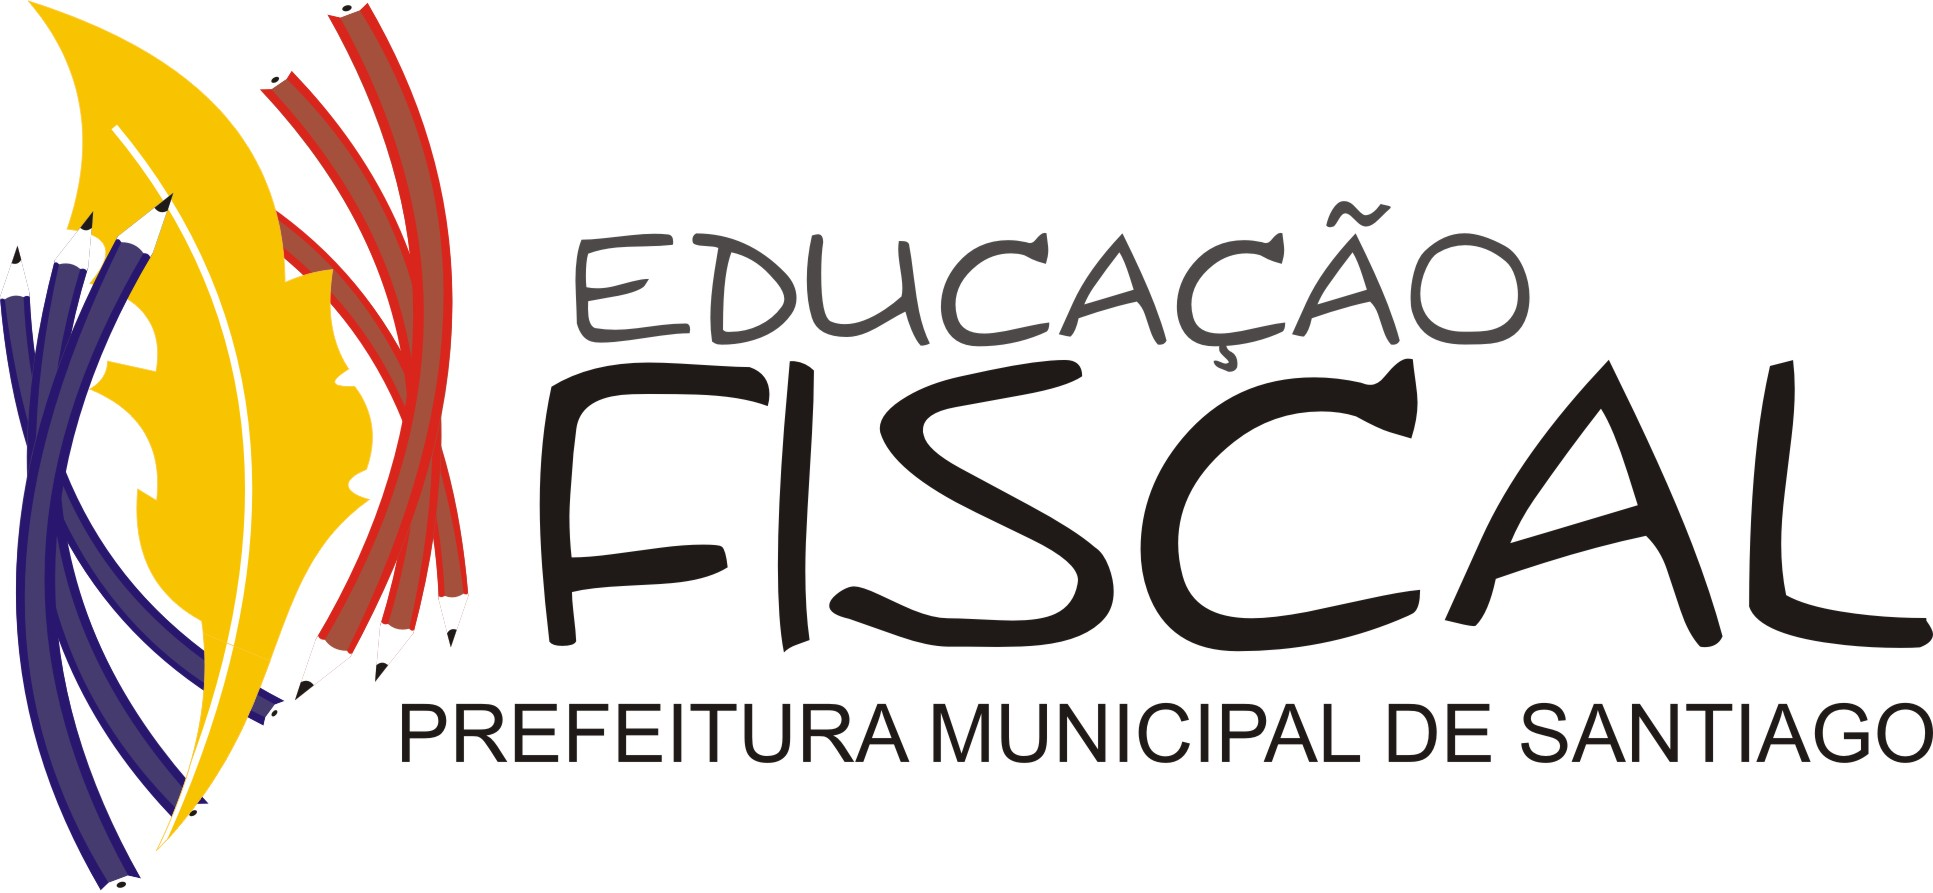 EDUCAÇÃO
FISCAL
PREFEITURA MUNICIPAL DE SANTIAGO